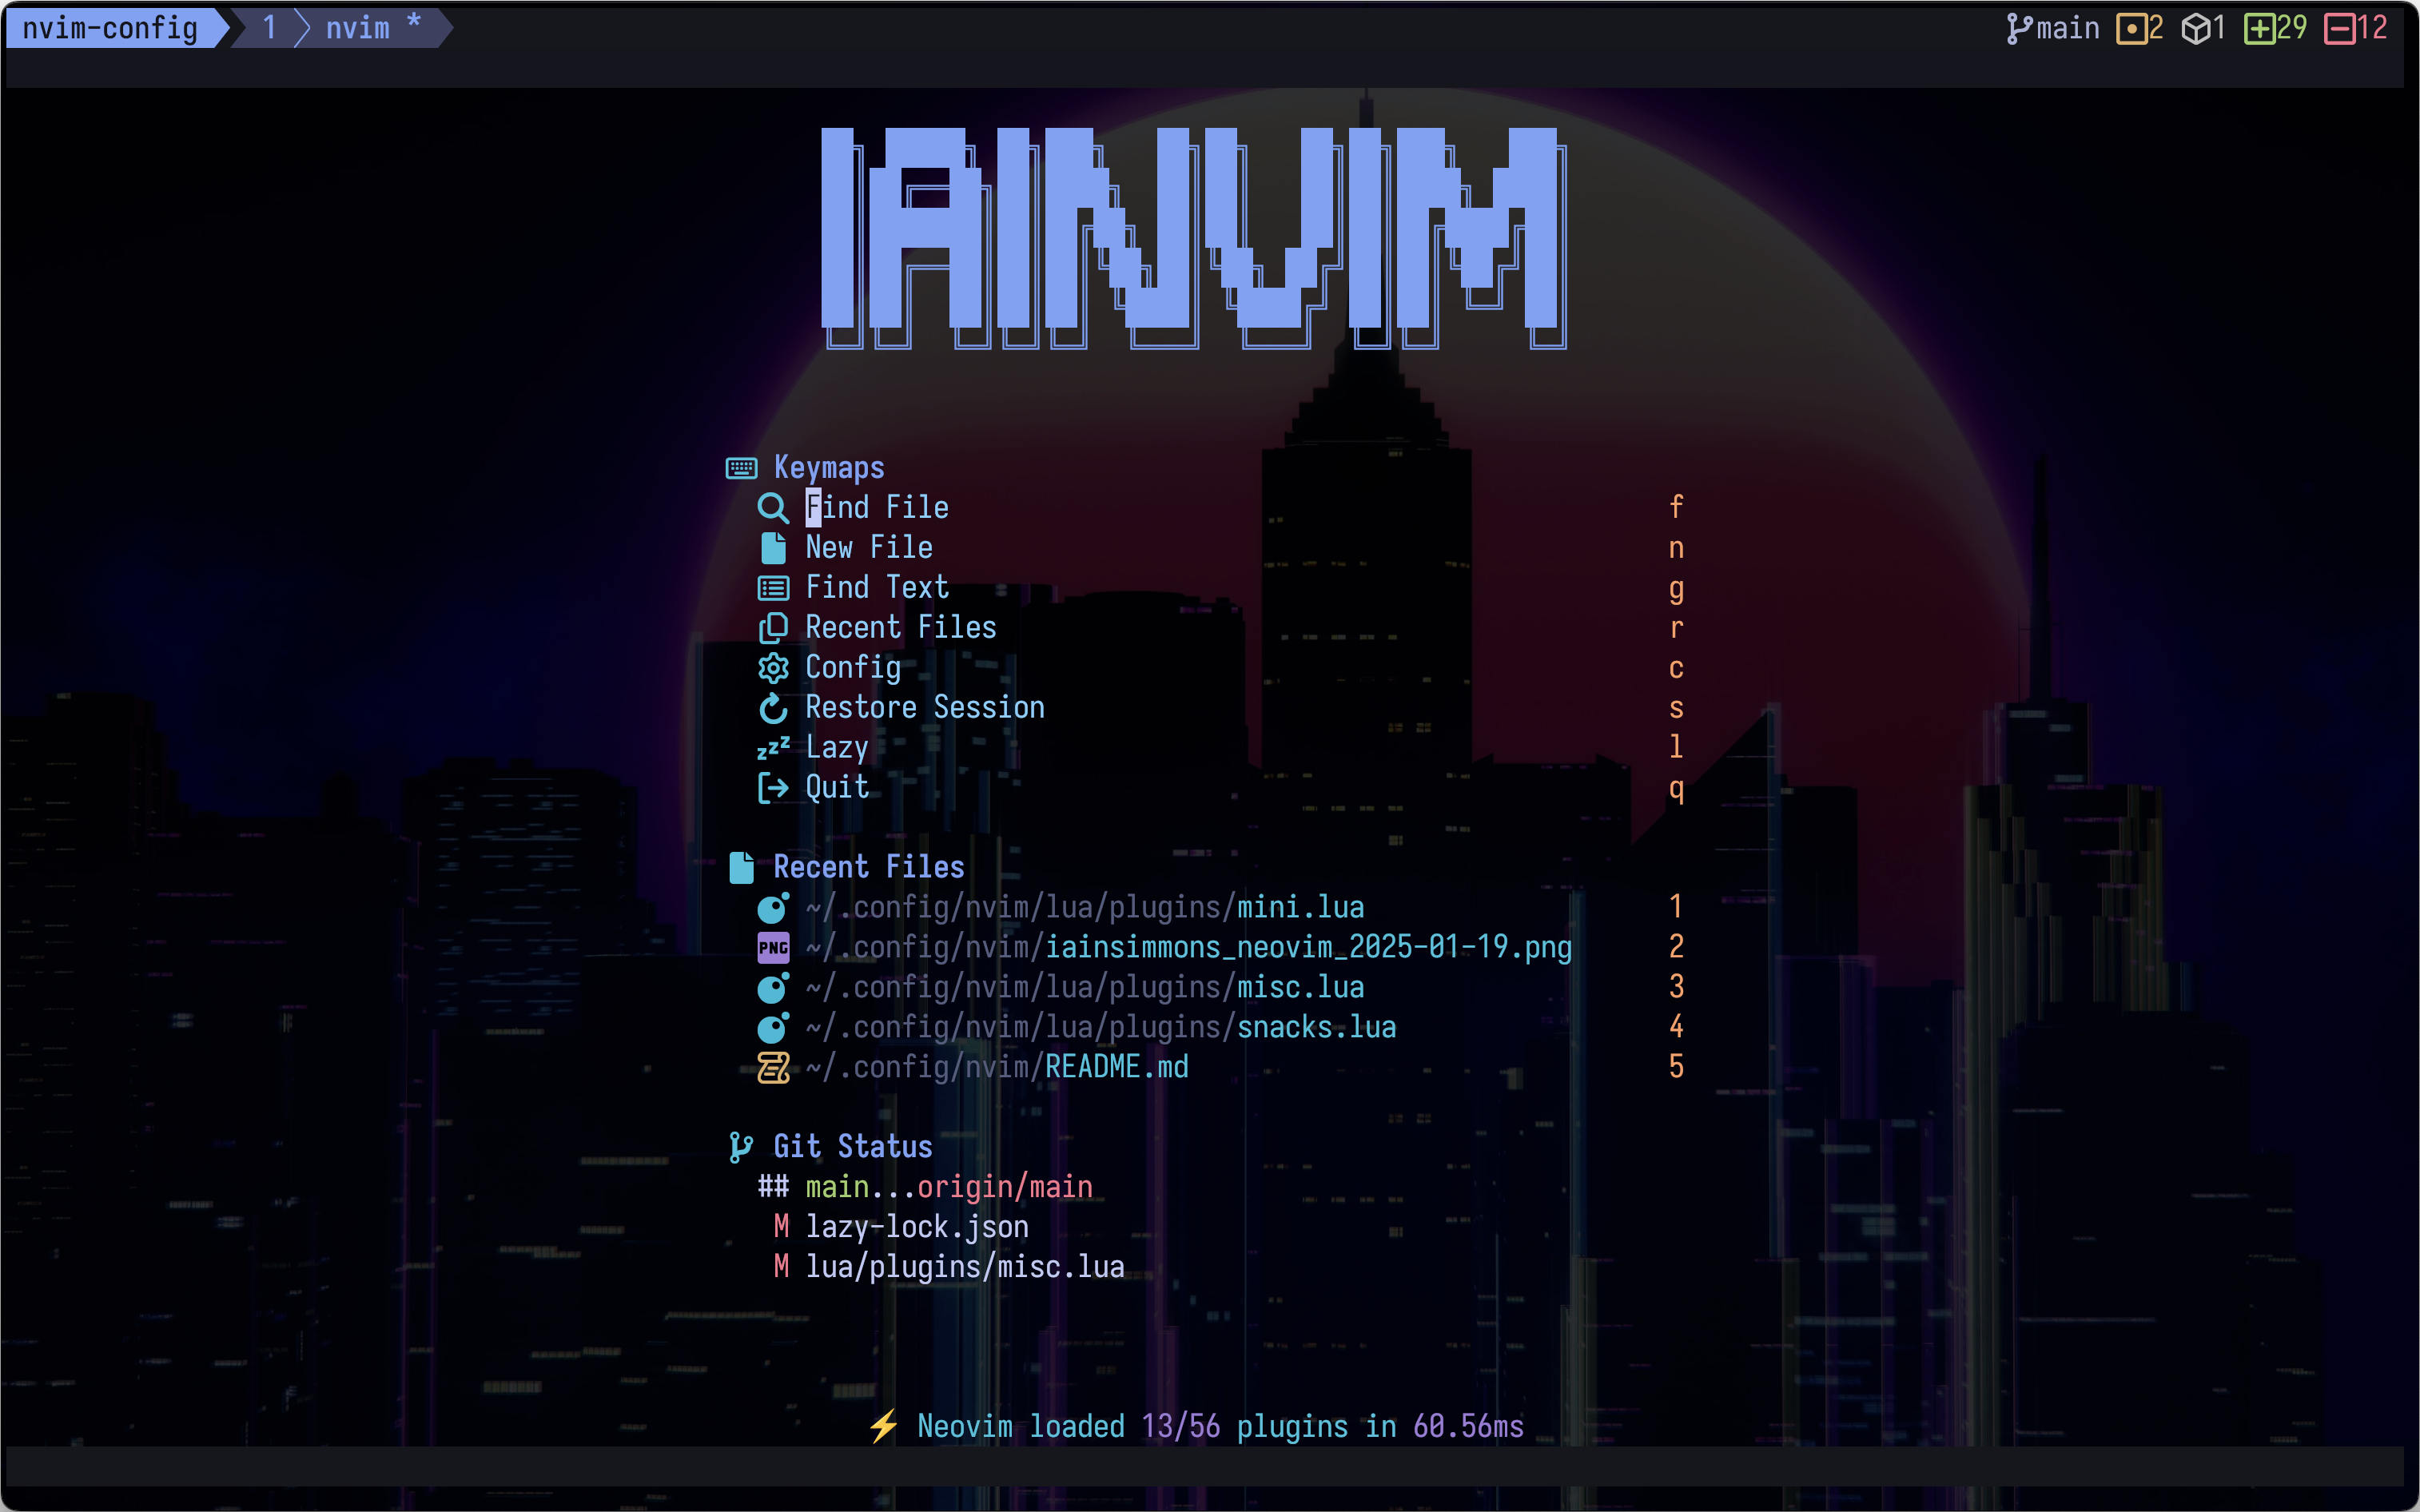 nvim-config 1 nvim * main 2 1 29 12
IAINVIM
Keymaps
Find File f
New File n
Find Text g
Recent Files r
Config c
Restore Session s
zzz Lazy l
Quit q
Recent Files
~/.config/nvim/lua/plugins/mini.lua 1
PNG ~/.config/nvim/iainsimmons_neovim_2025-01-19.png 2
~/.config/nvim/lua/plugins/misc.lua 3
~/.config/nvim/lua/plugins/snacks.lua 4
~/.config/nvim/README.md 5
Git Status
## main...origin/main
M lazy-lock.json
M lua/plugins/misc.lua
⚡ Neovim loaded 13/56 plugins in 60.56ms